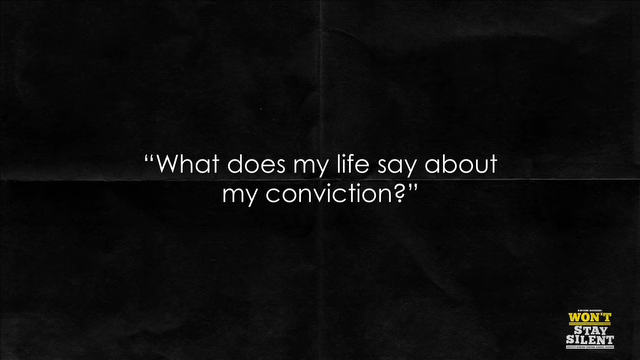 “What does my life say about
my conviction?”
WON'T
STAY
SILENT